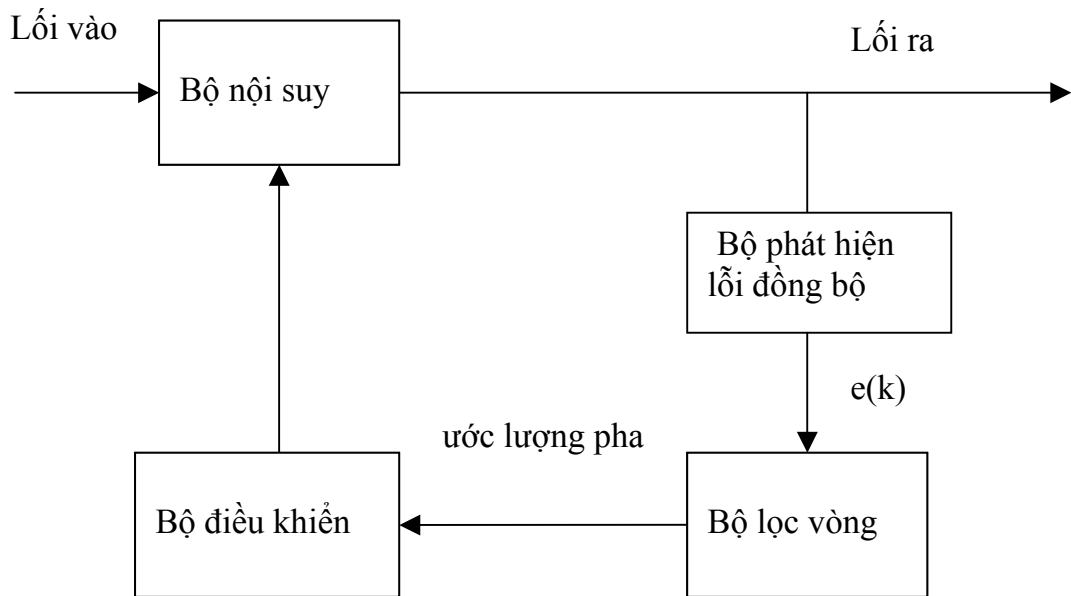 Lối vào
Lối ra
Bộ nội suy
Bộ phát hiện
lỗi đồng bộ
e(k)
ước lượng pha
Bộ điều khiển
Bộ lọc vòng